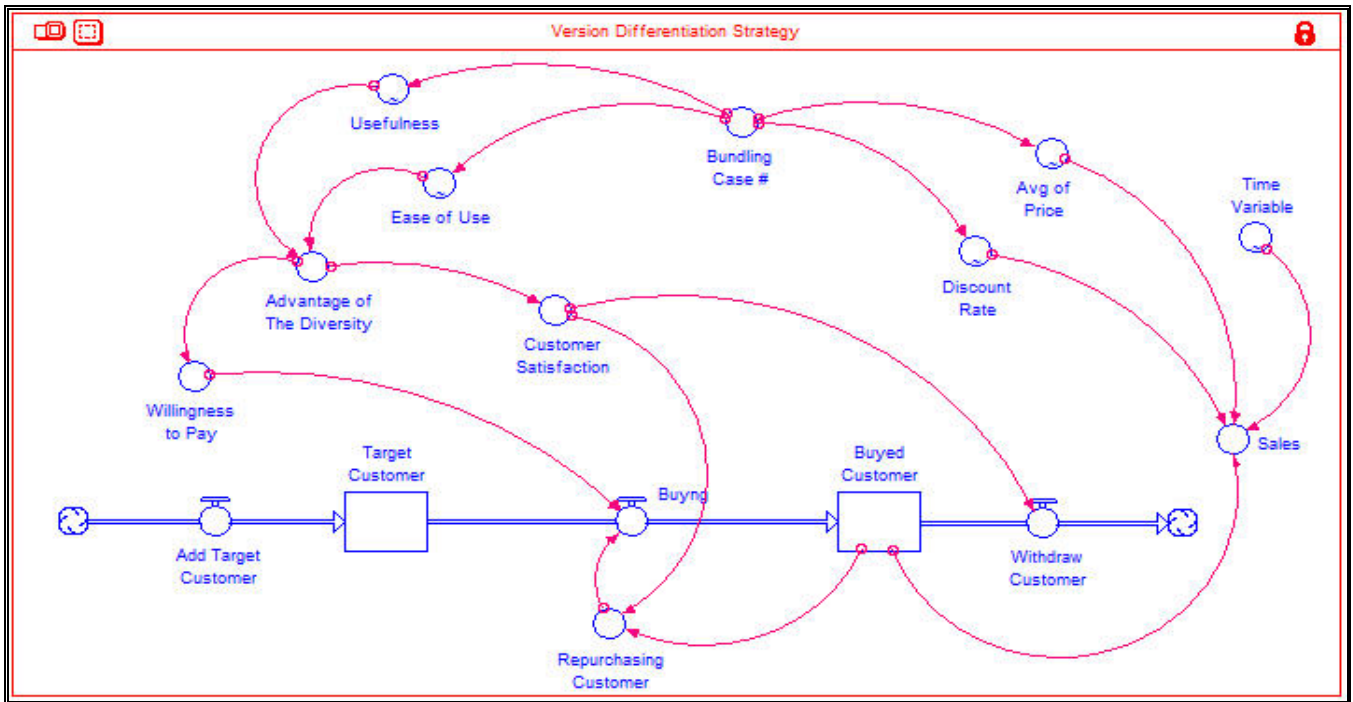 Version Differentiation Strategy
Usefulness
Bundling
Case #
Ease of Use
Avg of
Price
Time
Variable
Advantage of
The Diversity
Discount
Rate
Customer
Satisfaction
Willingness
to Pay
Sales
Target
Customer
Buyng
Buyed
Customer
Add Target
Customer
Withdraw
Customer
Repurchasing
Customer